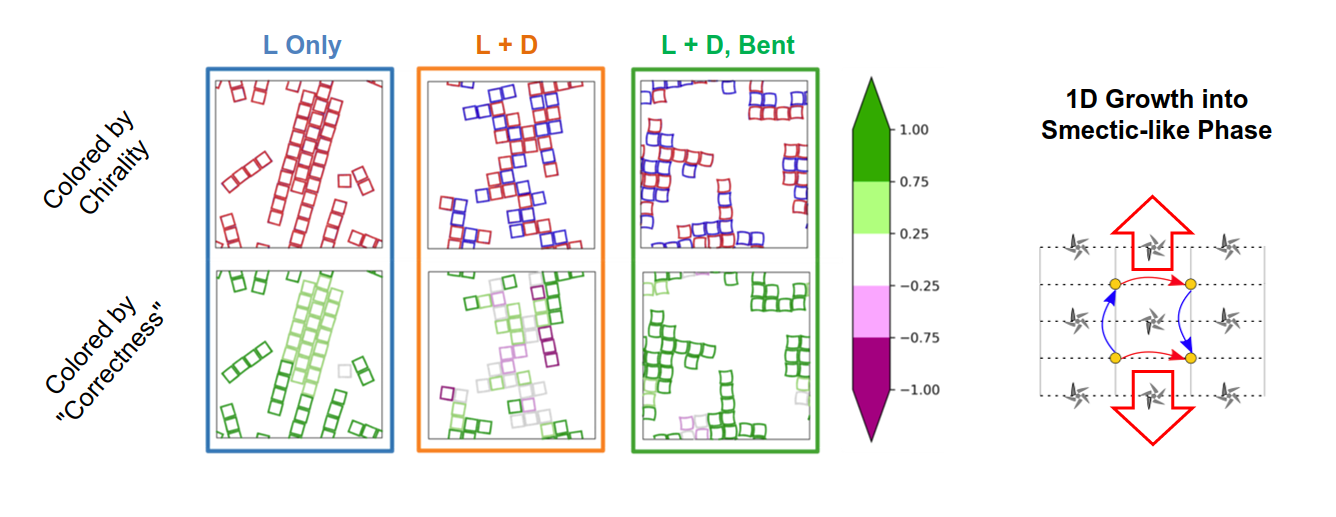 L Only
L + D
L + D, Bent
Colored by
Chirality
Colored by
"Correctness"
1.00
0.75
0.25
−0.25
−0.75
−1.00
1D Growth into
Smectic-like Phase